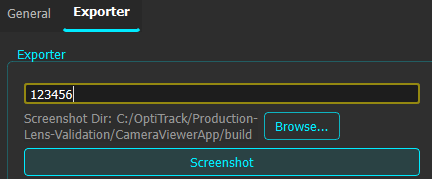 General
Exporter
Exporter
123456
Screenshot Dir: C:/OptiTrack/Production-
Lens-Validation/CameraViewerApp/build
Browse...
Screenshot